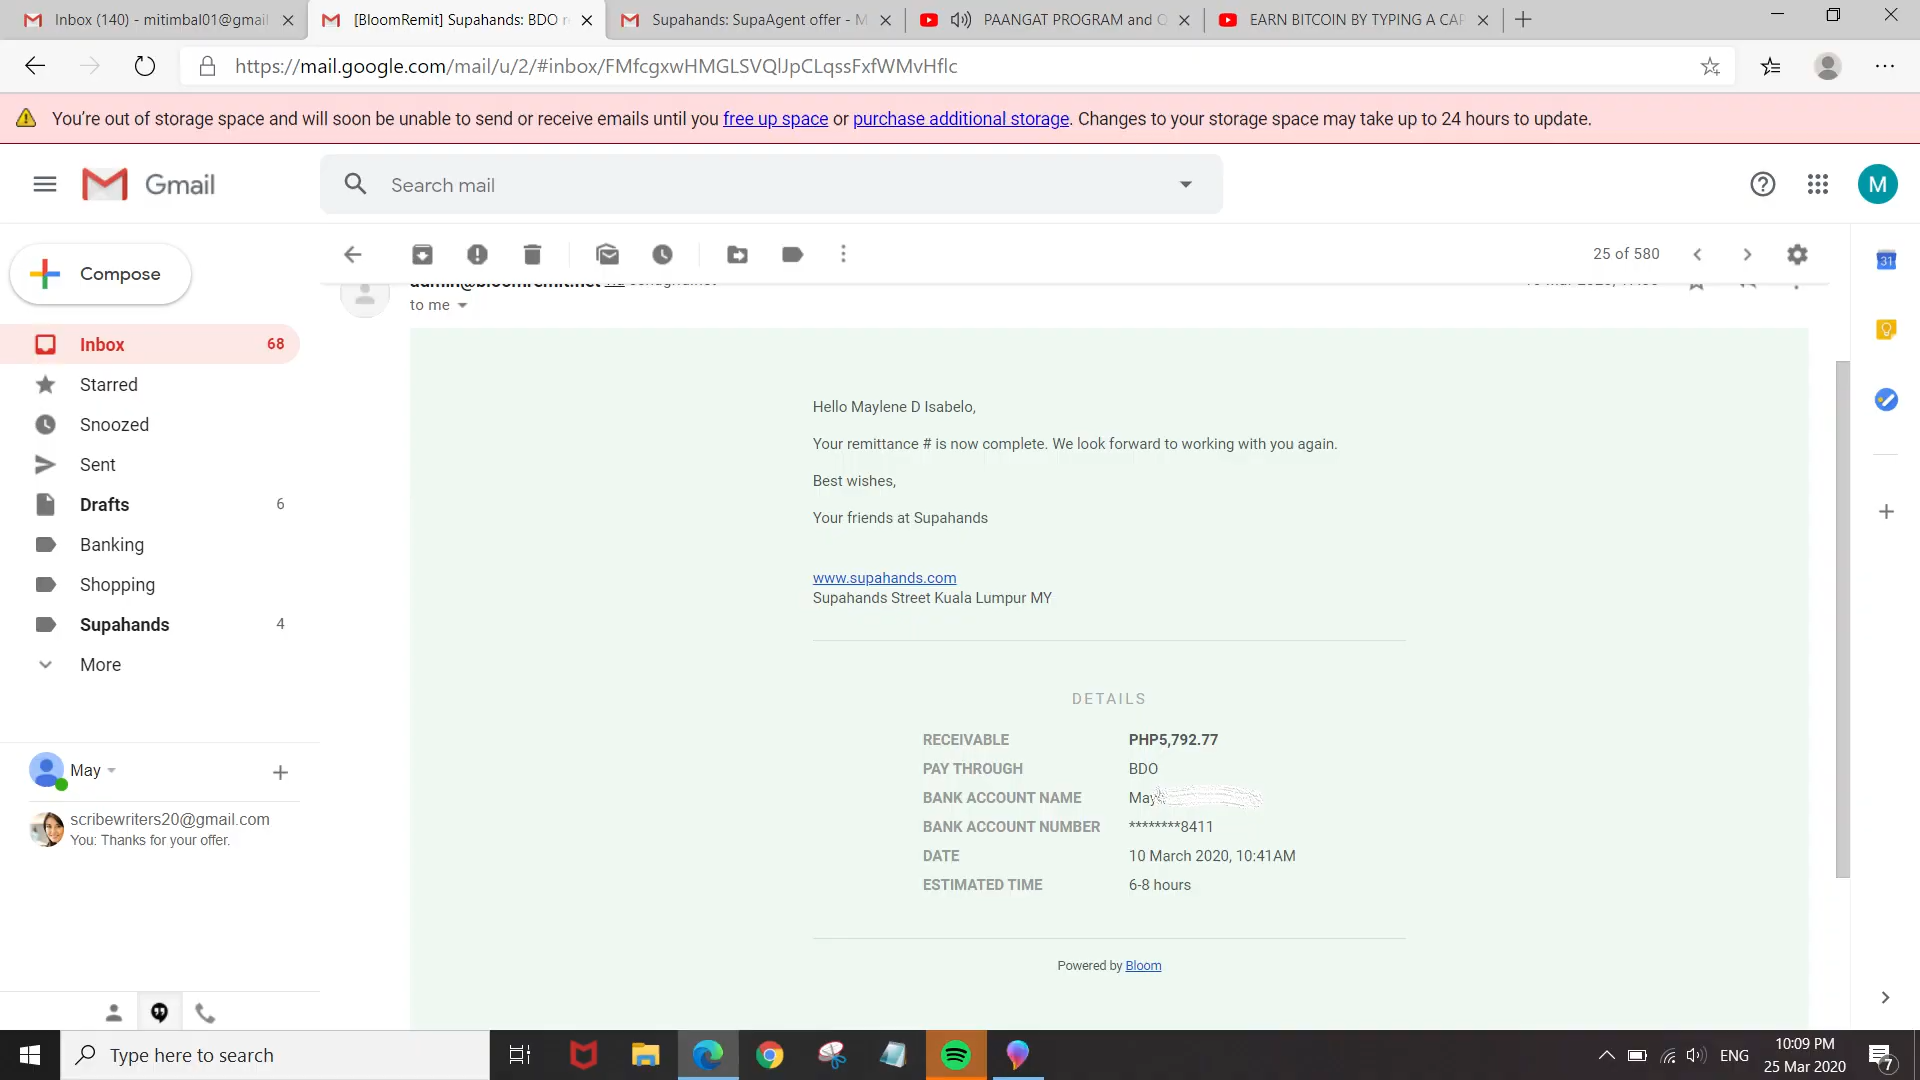 Inbox (140) - mitimbal01@gmail
[BloomRemit] Supahands: BDO r
Supahands: SupaAgent offer - M
PAANGAT PROGRAM and Q
EARN BITCOIN BY TYPING A CAP
https://mail.google.com/mail/u/2/#inbox/FMfcgxwHMGLSVQlJpCLqssFxfWMvHflc
You're out of storage space and will soon be unable to send or receive emails until you free up space or purchase additional storage. Changes to your storage space may take up to 24 hours to update.
Gmail
Search mail
M
Compose
25 of 580
31
to me
Inbox 68
Starred
Snoozed
Sent
Drafts 6
Banking
Shopping
Supahands 4
More
Hello Maylene D Isabelo,
Your remittance # is now complete. We look forward to working with you again.
Best wishes,
Your friends at Supahands
www.supahands.com
Supahands Street Kuala Lumpur MY
DETAILS
RECEIVABLE PHP5,792.77
PAY THROUGH BDO
BANK ACCOUNT NAME May
BANK ACCOUNT NUMBER ********8411
DATE 10 March 2020, 10:41AM
ESTIMATED TIME 6-8 hours
Powered by Bloom
May
scribewriters20@gmail.com
You: Thanks for your offer.
Type here to search
ENG
10:09 PM
25 Mar 2020
7